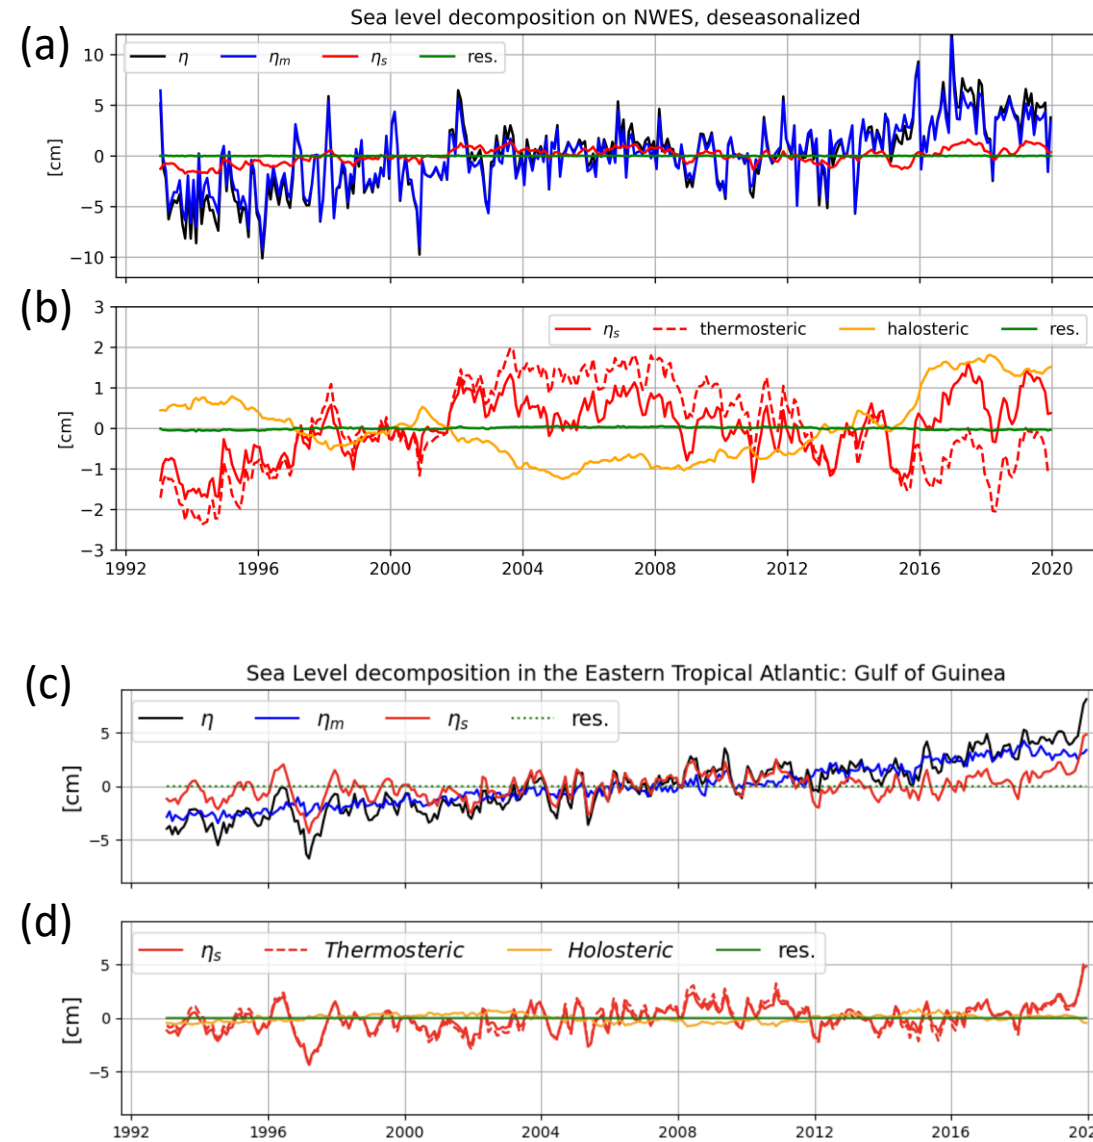 (a)
Sea level decomposition on NWES, deseasonalized
η η_m η_s res.
10
5
0
−5
−10
[cm]
(b)
η_s thermosteric halosteric res.
3
2
1
0
−1
−2
−3
[cm]
1992 1996 2000 2004 2008 2012 2016 2020
(c)
Sea Level decomposition in the Eastern Tropical Atlantic: Gulf of Guinea
η η_m η_s res.
5
0
−5
[cm]
(d)
η_s Thermosteric Holosteric res.
5
0
−5
[cm]
1992 1996 2000 2004 2008 2012 2016 202